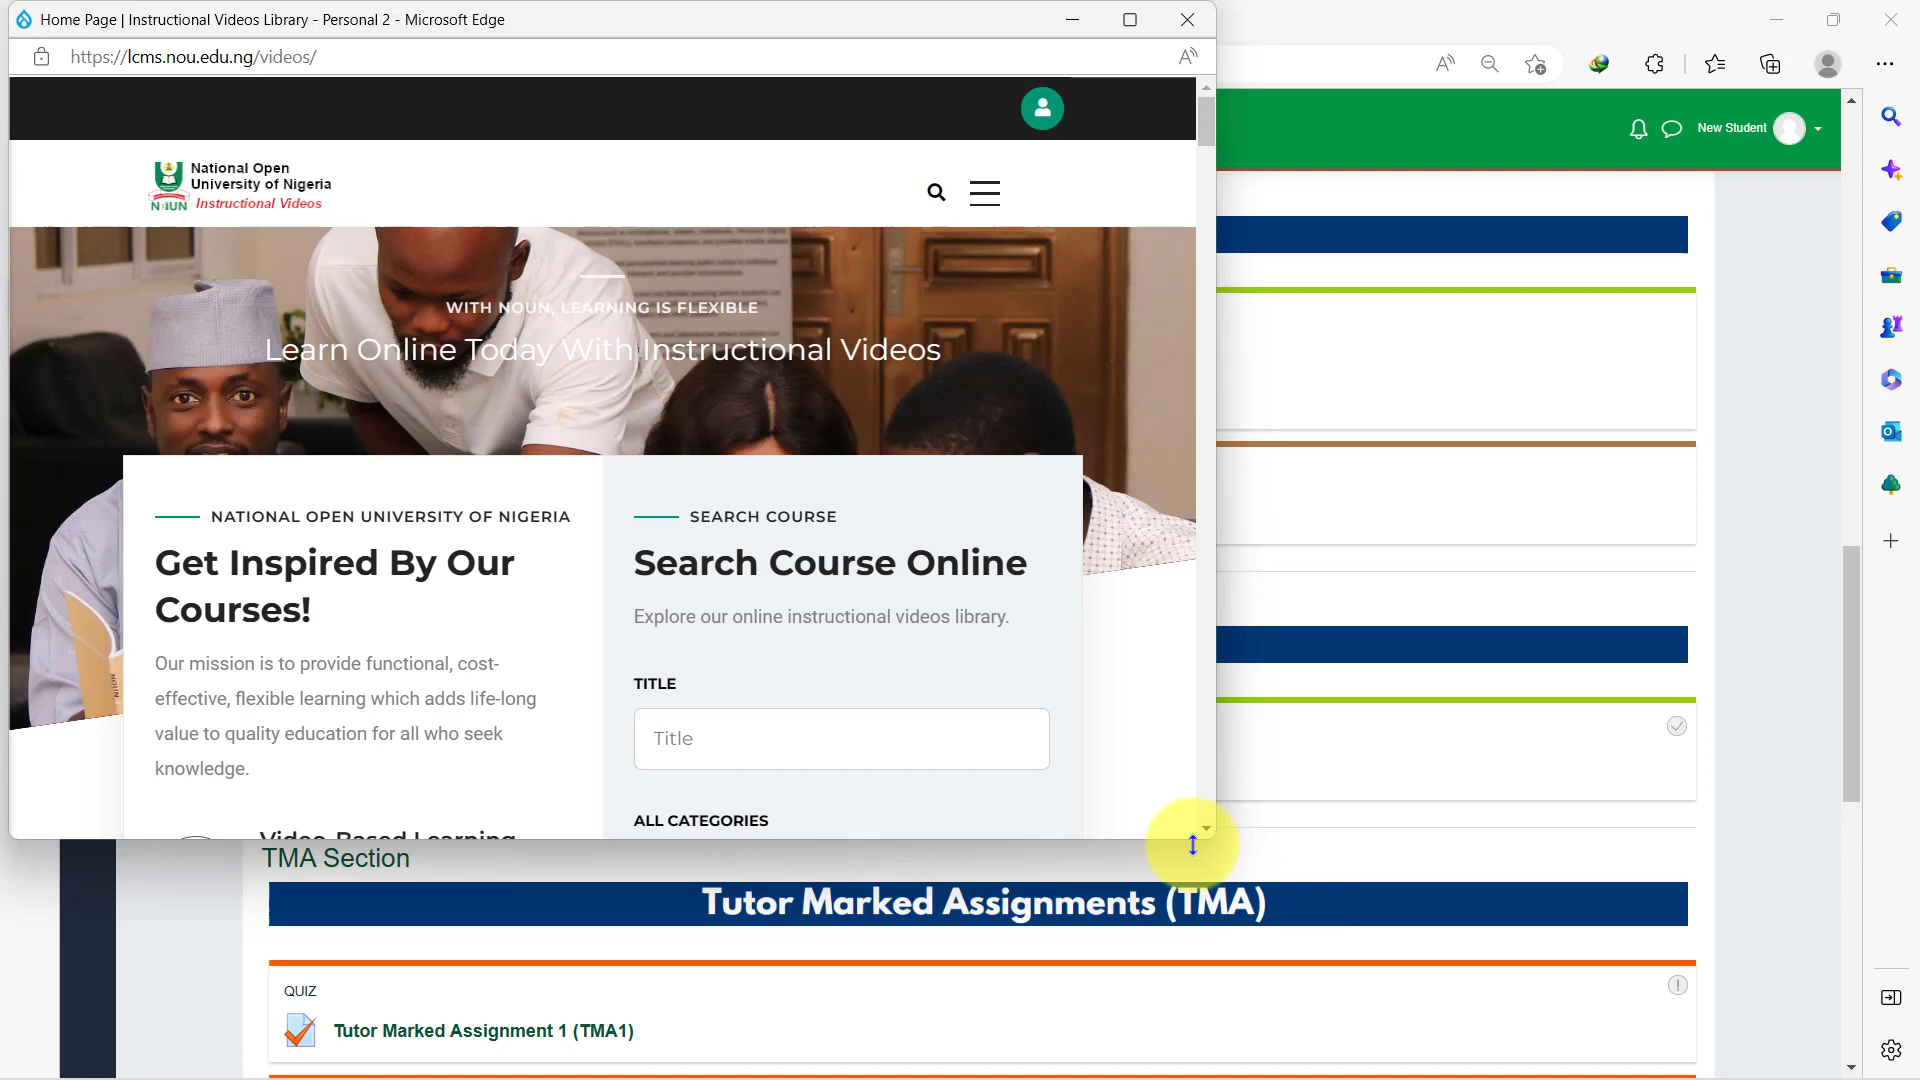 Home Page | Instructional Videos Library - Personal 2 - Microsoft Edge
https://lcms.nou.edu.ng/videos/
New Student
National Open
University of Nigeria
NOUN Instructional Videos
WITH NOUN, LEARNING IS FLEXIBLE
Learn Online Today With Instructional Videos
NATIONAL OPEN UNIVERSITY OF NIGERIA
Get Inspired By Our
Courses!
Our mission is to provide functional, cost-
effective, flexible learning which adds life-long
value to quality education for all who seek
knowledge.
Video-Based Learning
SEARCH COURSE
Search Course Online
Explore our online instructional videos library.
TITLE
Title
ALL CATEGORIES
TMA Section
Tutor Marked Assignments (TMA)
QUIZ
Tutor Marked Assignment 1 (TMA1)